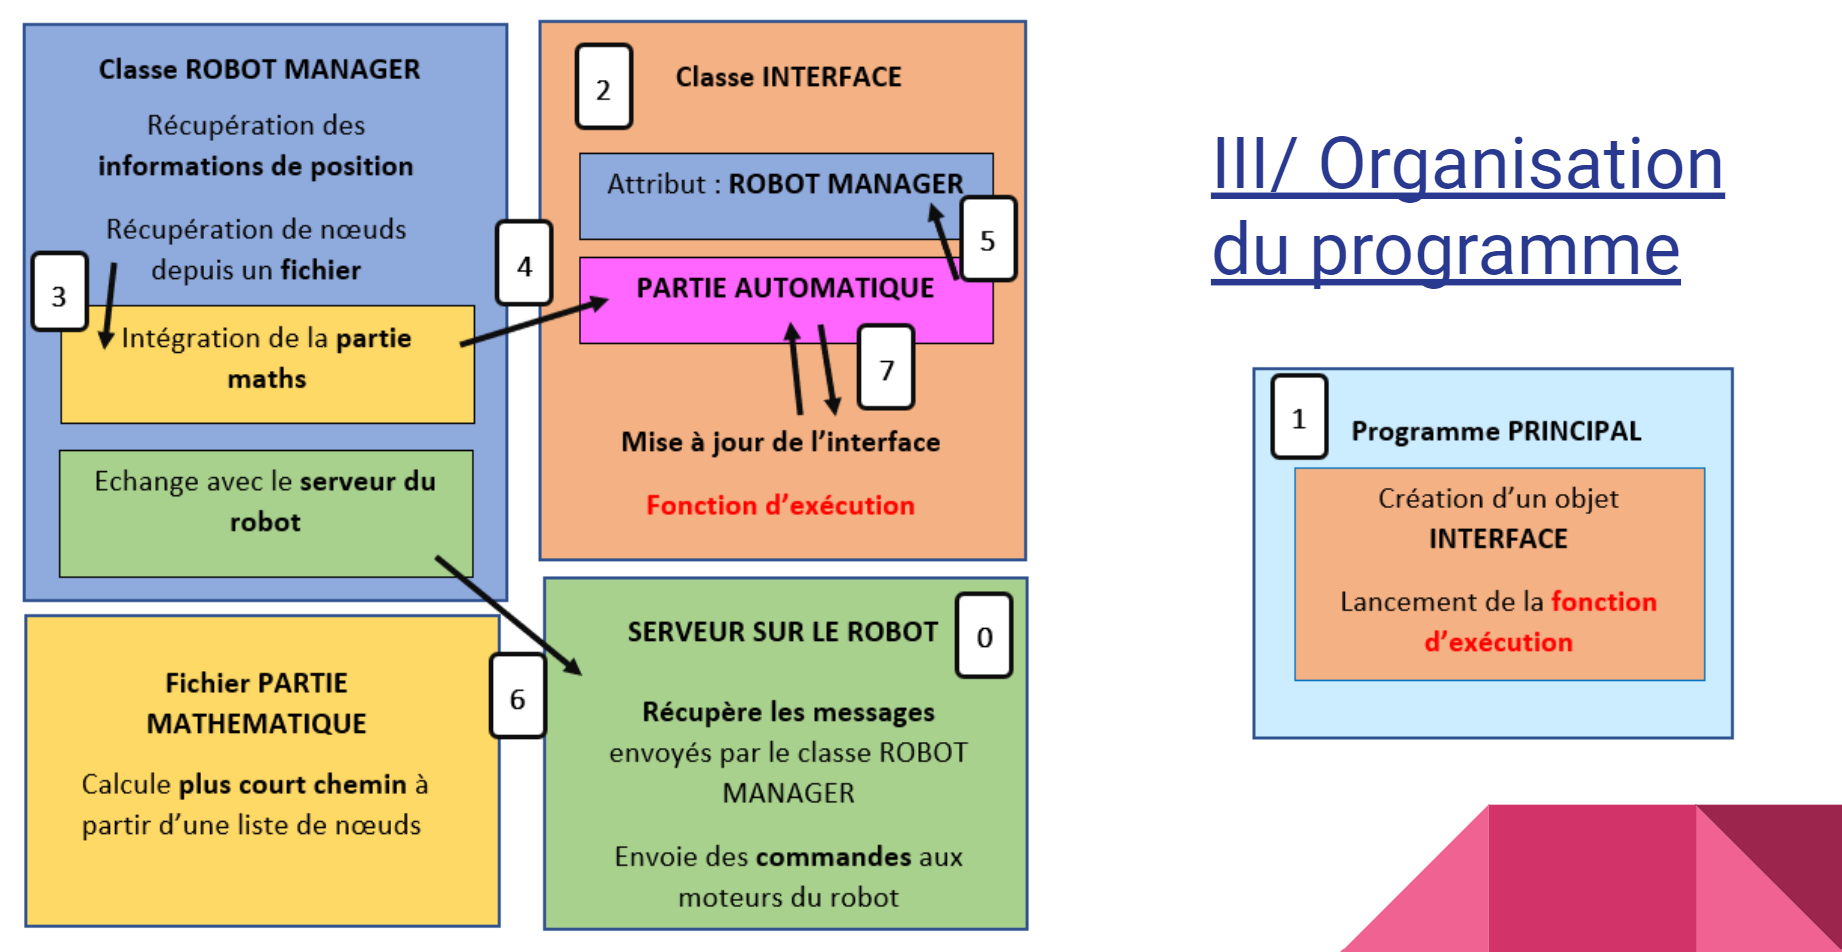 Classe ROBOT MANAGER
Récupération des
informations de position
Récupération de nœuds
depuis un fichier
3
Intégration de la partie
maths
Echange avec le serveur du
robot
4
2
Classe INTERFACE
Attribut : ROBOT MANAGER
5
PARTIE AUTOMATIQUE
7
Mise à jour de l’interface
Fonction d’exécution
Fichier PARTIE
MATHEMATIQUE
Calcule plus court chemin à
partir d’une liste de nœuds
6
SERVEUR SUR LE ROBOT
0
Récupère les messages
envoyés par le classe ROBOT
MANAGER
Envoie des commandes aux
moteurs du robot
III/ Organisation
du programme
1
Programme PRINCIPAL
Création d’un objet
INTERFACE
Lancement de la fonction
d’exécution